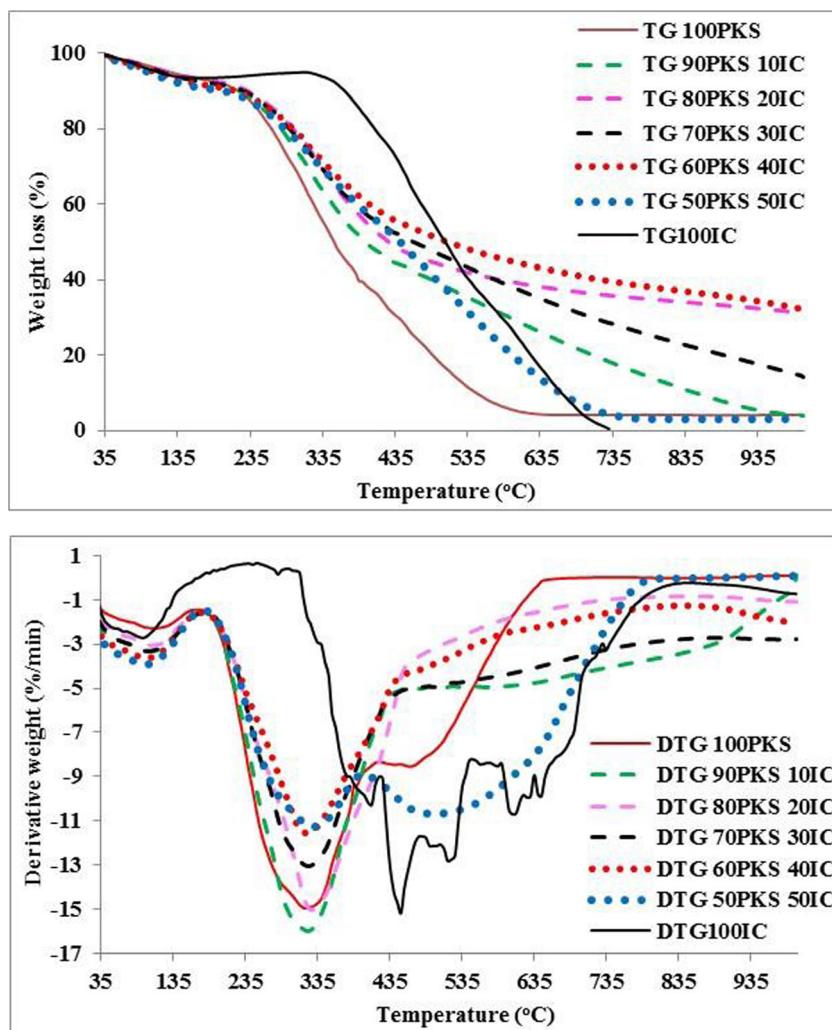 100
80
60
40
20
0
Weight loss (%)
TG 100PKS
TG 90PKS 10IC
TG 80PKS 20IC
TG 70PKS 30IC
TG 60PKS 40IC
TG 50PKS 50IC
TG100IC
35 135 235 335 435 535 635 735 835 935
Temperature (°C)
1
-1
-3
-5
-7
-9
-11
-13
-15
-17
Derivative weight (%/min)
DTG 100PKS
DTG 90PKS 10IC
DTG 80PKS 20IC
DTG 70PKS 30IC
DTG 60PKS 40IC
DTG 50PKS 50IC
DTG100IC
35 135 235 335 435 535 635 735 835 935
Temperature (°C)